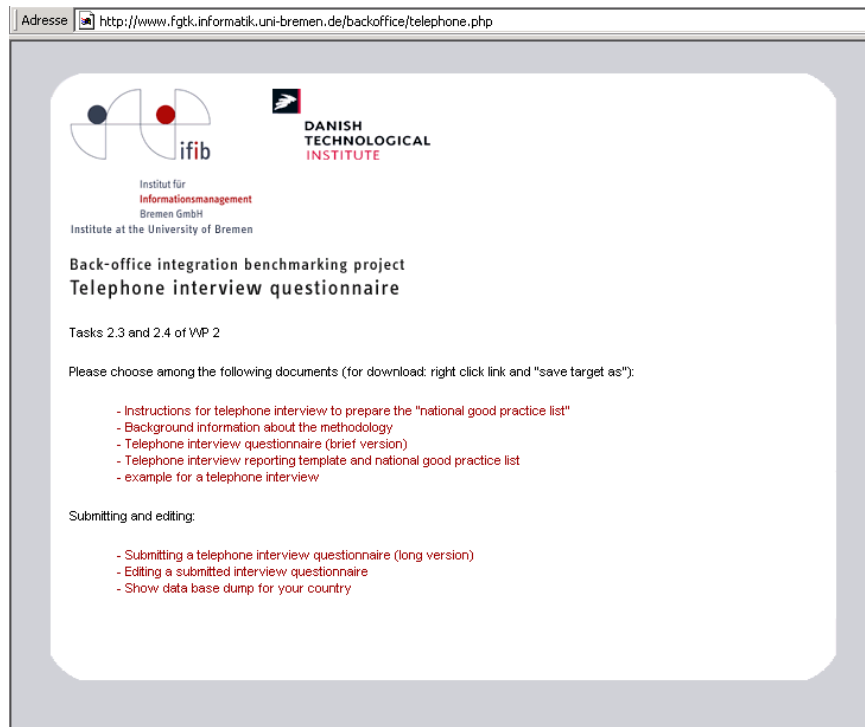 Adresse http://www.fgtk.informatik.uni-bremen.de/backoffice/telephone.php
ifib
DANISH
TECHNOLOGICAL
INSTITUTE
Institut für
Informationsmanagement
Bremen GmbH
Institute at the University of Bremen
Back-office integration benchmarking project
Telephone interview questionnaire
Tasks 2.3 and 2.4 of WP 2
Please choose among the following documents (for download: right click link and "save target as"):
- Instructions for telephone interview to prepare the "national good practice list"
- Background information about the methodology
- Telephone interview questionnaire (brief version)
- Telephone interview reporting template and national good practice list
- example for a telephone interview
Submitting and editing:
- Submitting a telephone interview questionnaire (long version)
- Editing a submitted interview questionnaire
- Show data base dump for your country